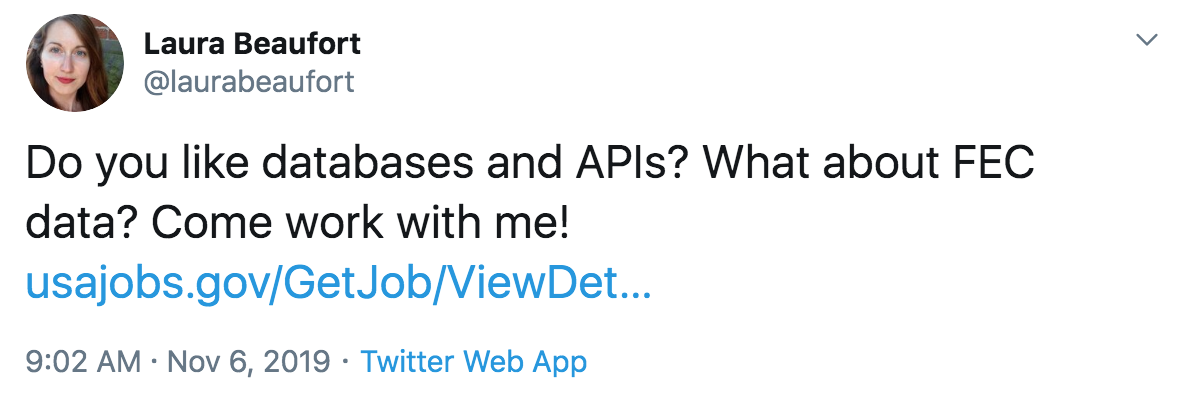 Laura Beaufort
@laurabeaufort
Do you like databases and APIs? What about FEC
data? Come work with me!
usajobs.gov/GetJob/ViewDet...
9:02 AM · Nov 6, 2019 · Twitter Web App